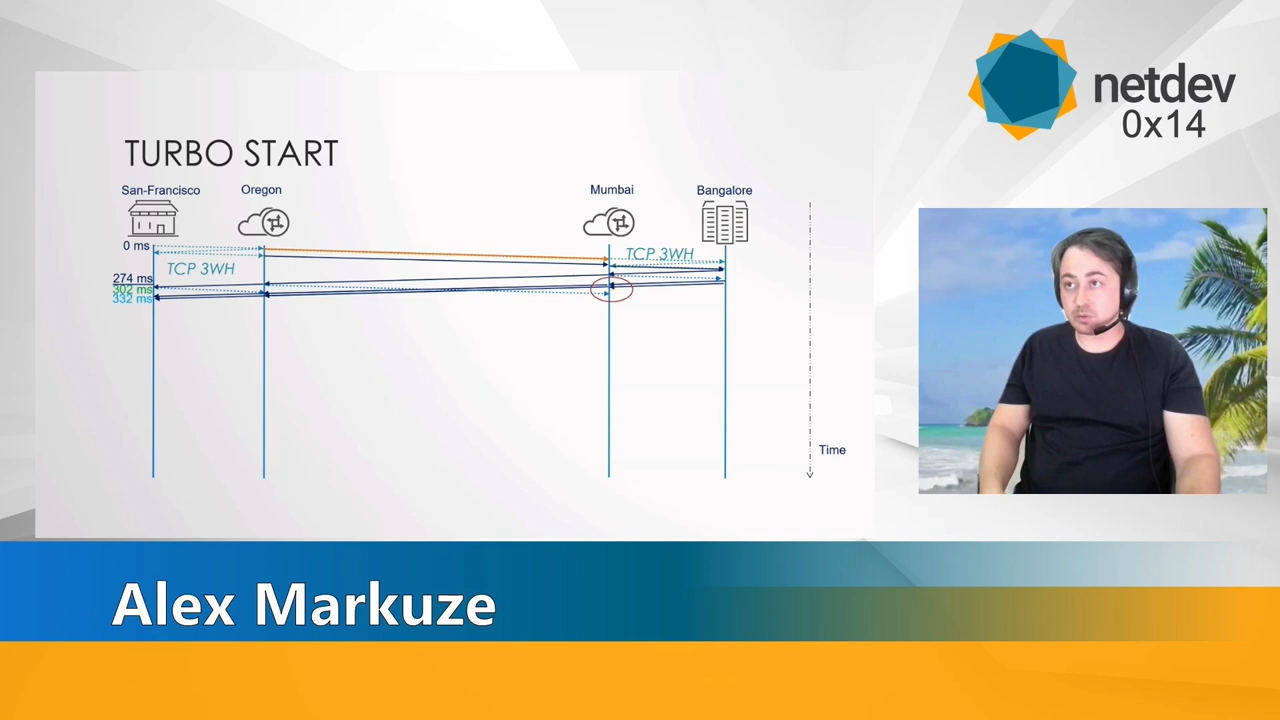 netdev
0x14
TURBO START
San-Francisco
Oregon
Mumbai
Bangalore
0 ms
TCP 3WH
TCP 3WH
274 ms
302 ms
332 ms
Time
Alex Markuze